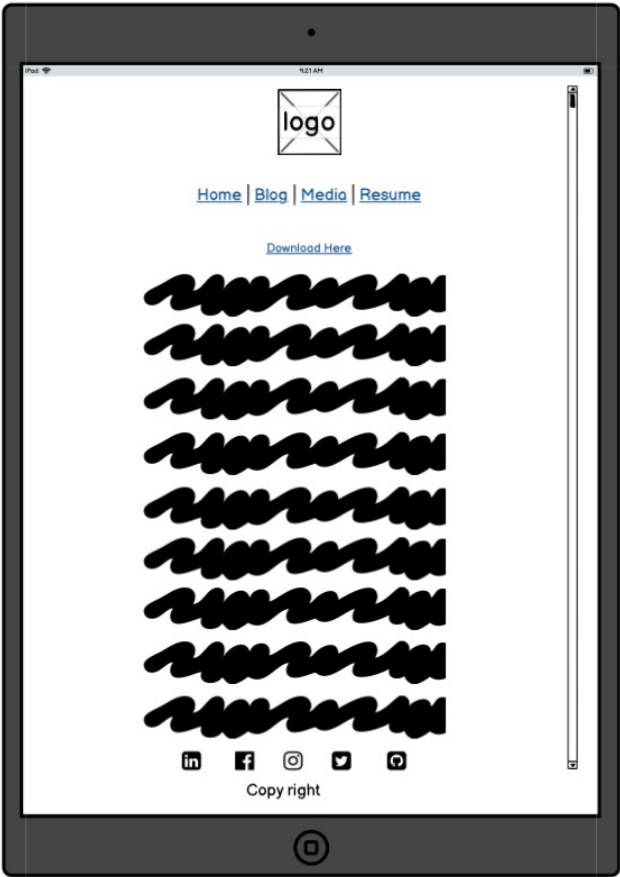 iPad 9:21 AM
logo
Home | Blog | Media | Resume
Download Here
Copy right